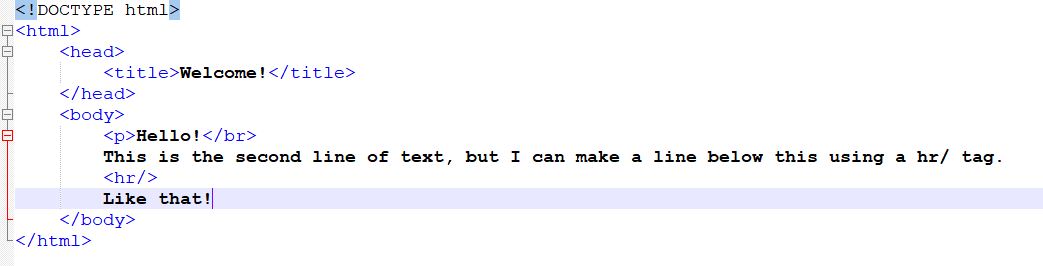 <!DOCTYPE html>
<html>
<head>
<title>Welcome!</title>
</head>
<body>
<p>Hello!</br>
This is the second line of text, but I can make a line below this using a hr/ tag.
<hr/>
Like that!
</body>
</html>